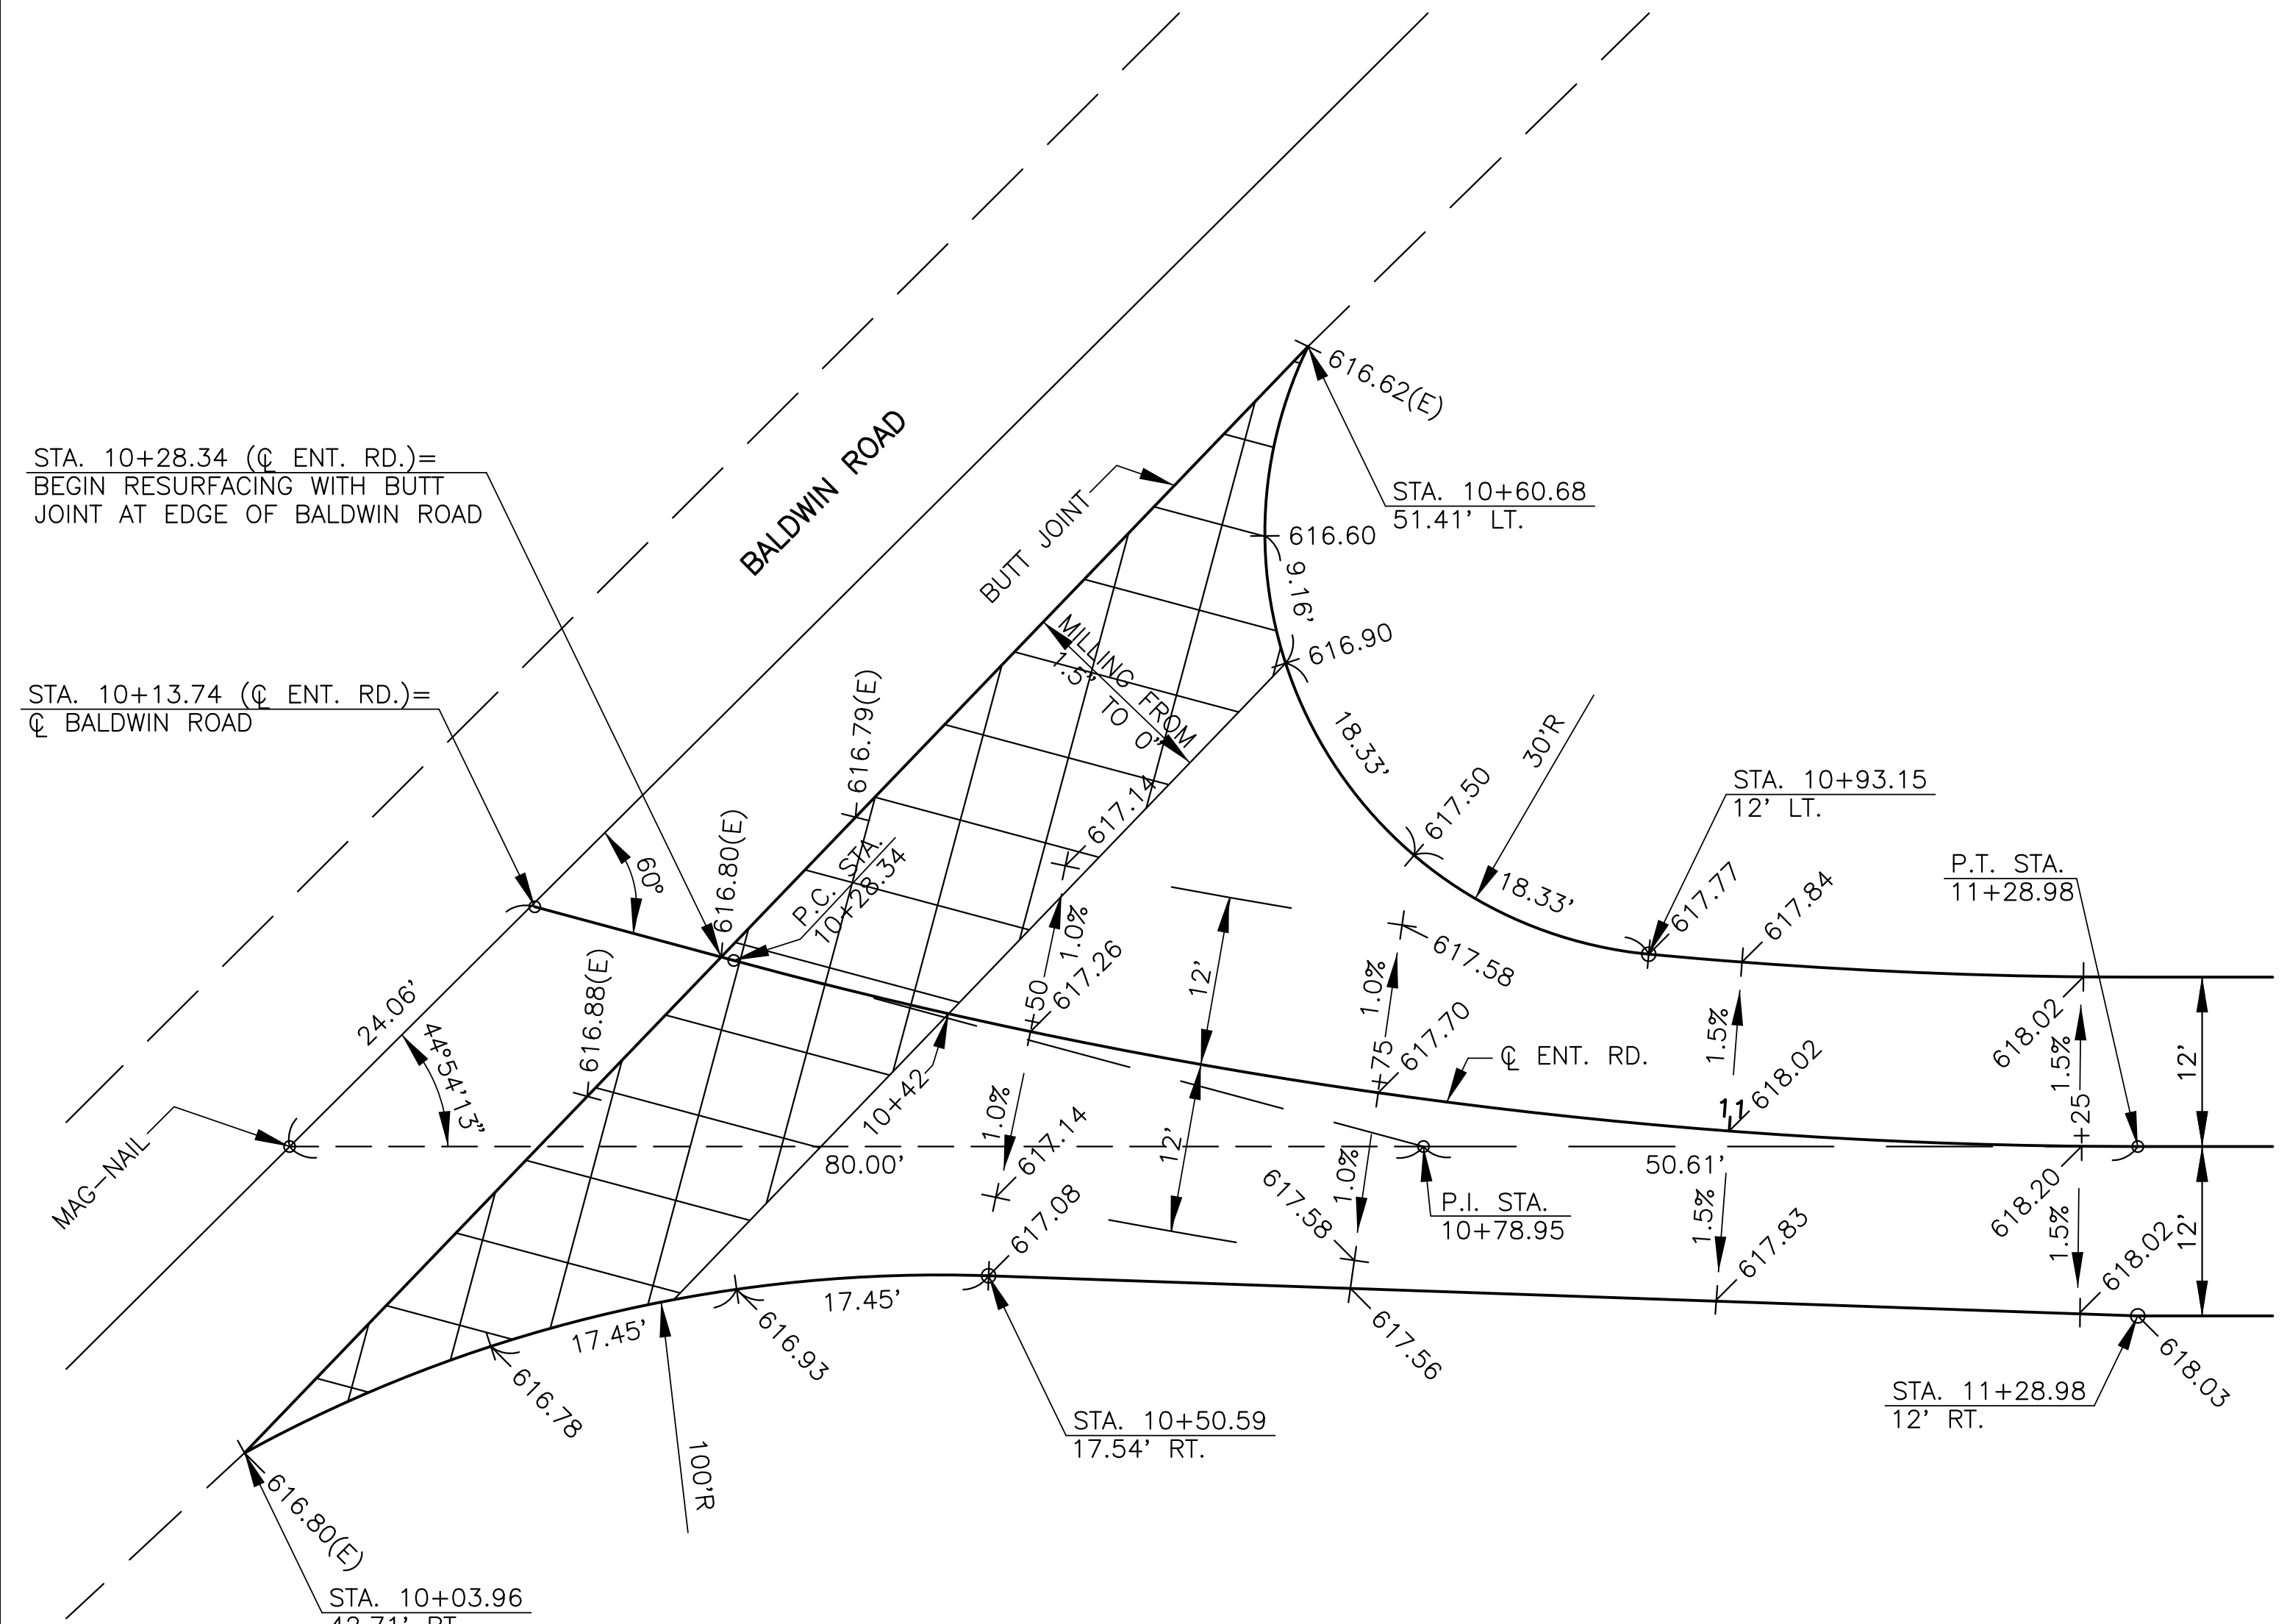 STA. 10+28.34 (℄ ENT. RD.)=
BEGIN RESURFACING WITH BUTT
JOINT AT EDGE OF BALDWIN ROAD
STA. 10+13.74 (℄ ENT. RD.)=
℄ BALDWIN ROAD
BALDWIN ROAD
BUTT JOINT
616.62(E)
STA. 10+60.68
51.41' LT.
616.60
9.16'
616.90
MILLING FROM
1.5" TO 0"
18.33'
30'R
617.50
18.33'
STA. 10+93.15
12' LT.
617.77
617.84
P.T. STA.
11+28.98
60°
616.79(E)
616.80(E)
616.88(E)
P.C. STA.
10+28.34
617.14
1.0%
+50
617.26
12'
617.58
1.0%
+75
617.70
℄ ENT. RD.
1.5%
11
618.02
618.02
1.5%
+25
12'
24.06'
44°54'13"
MAG-NAIL
10+42
80.00'
1.0%
617.14
12'
617.08
617.58
1.0%
P.I. STA.
10+78.95
50.61'
1.5%
617.83
618.20
1.5%
618.02
12'
17.45'
17.45'
616.93
616.78
617.56
100'R
STA. 10+50.59
17.54' RT.
STA. 11+28.98
12' RT.
618.03
616.80(E)
STA. 10+03.96
42.71' RT.